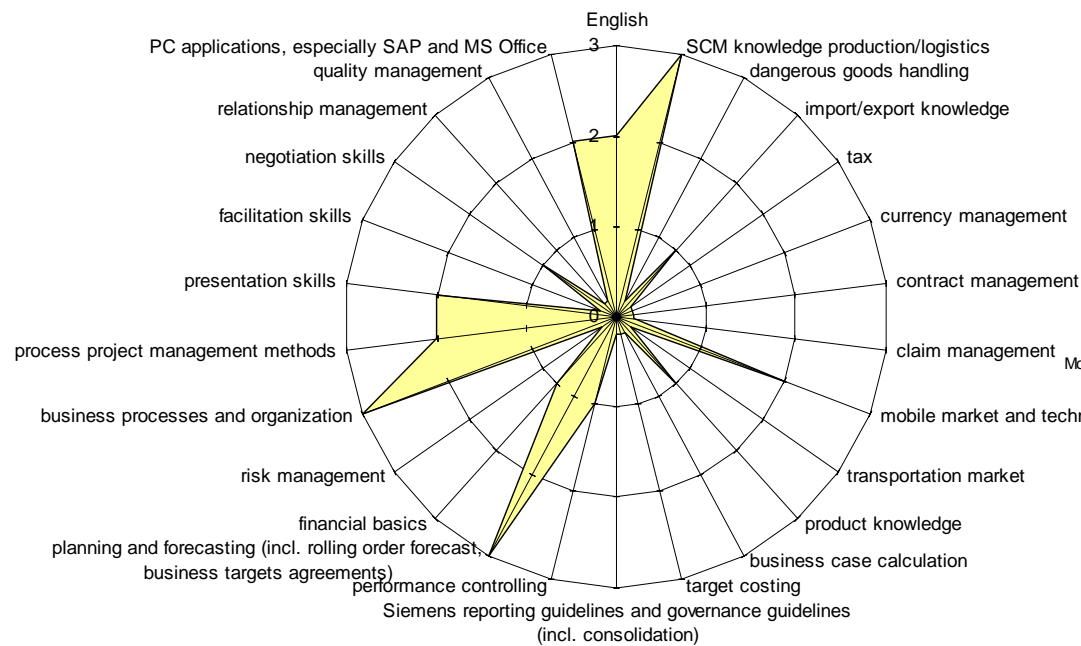 English
PC applications, especially SAP and MS Office
3
SCM knowledge production/logistics
quality management
dangerous goods handling
relationship management
import/export knowledge
negotiation skills
2
tax
facilitation skills
1
currency management
presentation skills
contract management
0
process project management methods
claim management
Mo
business processes and organization
mobile market and techn
risk management
transportation market
financial basics
product knowledge
planning and forecasting (incl. rolling order forecast,
business targets agreements)
business case calculation
performance controlling
target costing
Siemens reporting guidelines and governance guidelines
(incl. consolidation)